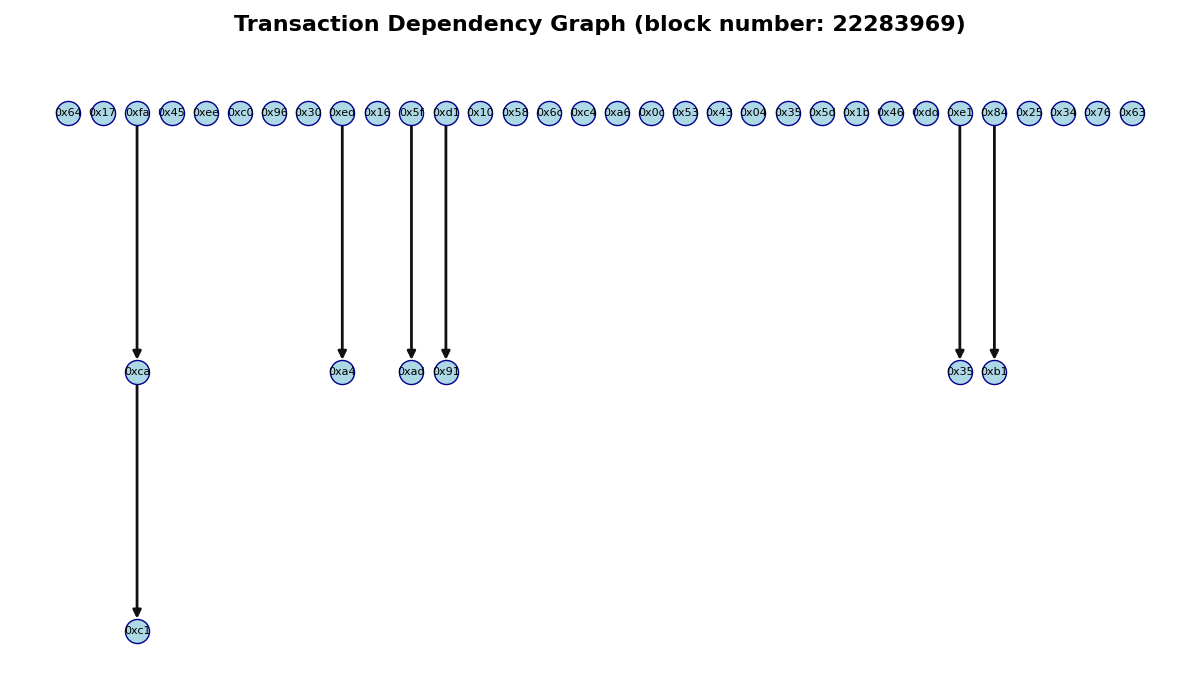 Transaction Dependency Graph (block number: 22283969)
0x64 0x17 0xfa 0x45 0xee 0xc0 0x96 0x30 0xed 0x16 0x5f 0xd1 0x10 0x58 0x6c 0xc4 0xa6 0x0c 0x53 0x43 0x04 0x35 0x5d 0x1b 0x46 0xdd 0xe1 0x84 0x25 0x34 0x76 0x63
0xca 0xa4 0xad 0x91 0x35 0xb1
0xc1